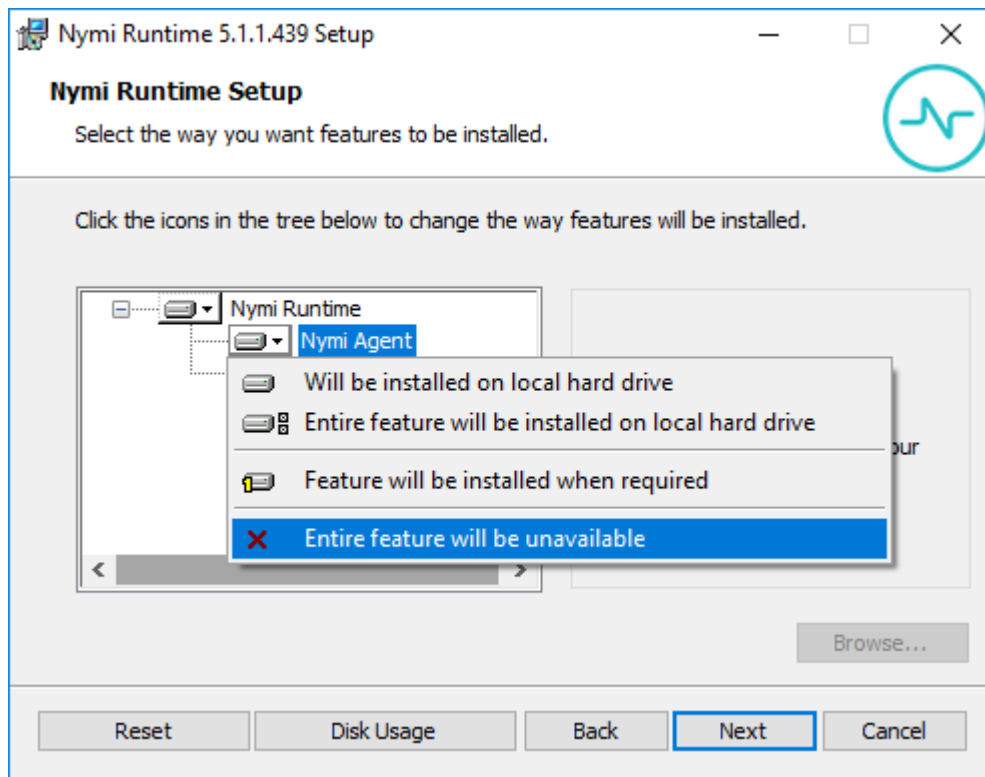 Nymi Runtime 5.1.1.439 Setup
Nymi Runtime Setup
Select the way you want features to be installed.
Click the icons in the tree below to change the way features will be installed.
Nymi Runtime
Nymi Agent
Will be installed on local hard drive
Entire feature will be installed on local hard drive
Feature will be installed when required
Entire feature will be unavailable
Browse...
Reset
Disk Usage
Back
Next
Cancel